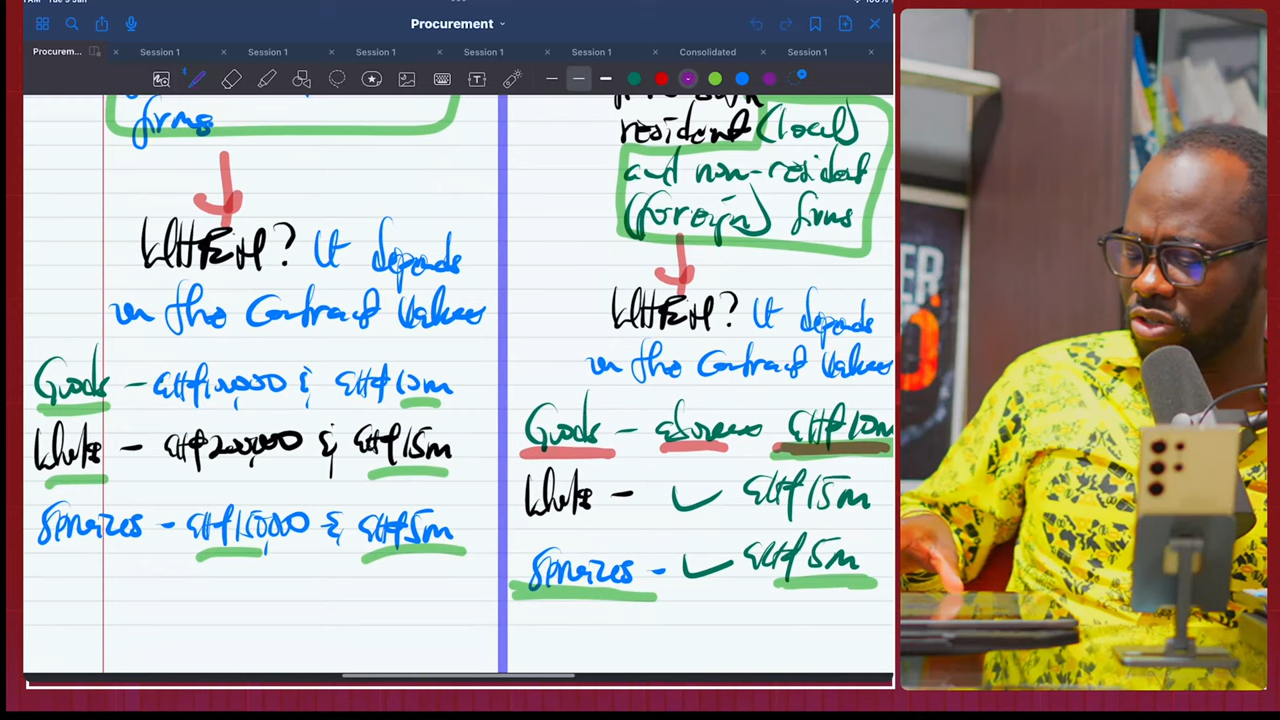 Procurement
Procurem...
Session 1
Session 1
Session 1
Session 1
Session 1
Consolidated
Session 1
firms
WHEN? It depends
on the Contract Values
Goods – GH₵100,000 & GH₵10m
Works – GH₵200,000 & GH₵15m
Services – & GH₵5m
resident (local)
and non-resident
(foreign) firms
WHEN? It depends
on the Contract Values
Goods – GH₵10m
Works – ✓ GH₵15m
Services – ✓ GH₵5m
ER